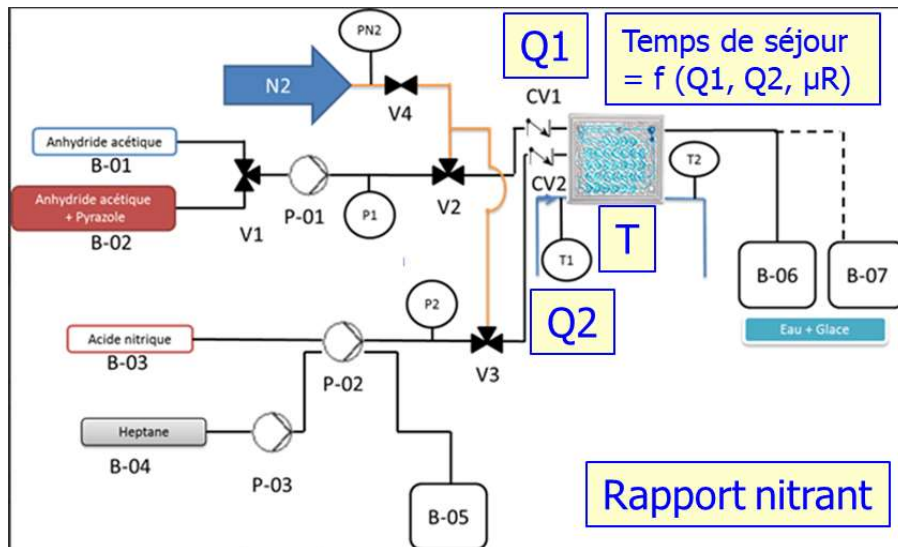 PN2
Q1
Temps de séjour
= f (Q1, Q2, µR)
N2
V4
CV1
Anhydride acétique
B-01
Anhydride acétique
+ Pyrazole
B-02
V1
P-01
P1
V2
CV2
T2
T
T1
B-06
B-07
Eau + Glace
P2
Q2
Acide nitrique
B-03
P-02
V3
Heptane
B-04
P-03
B-05
Rapport nitrant